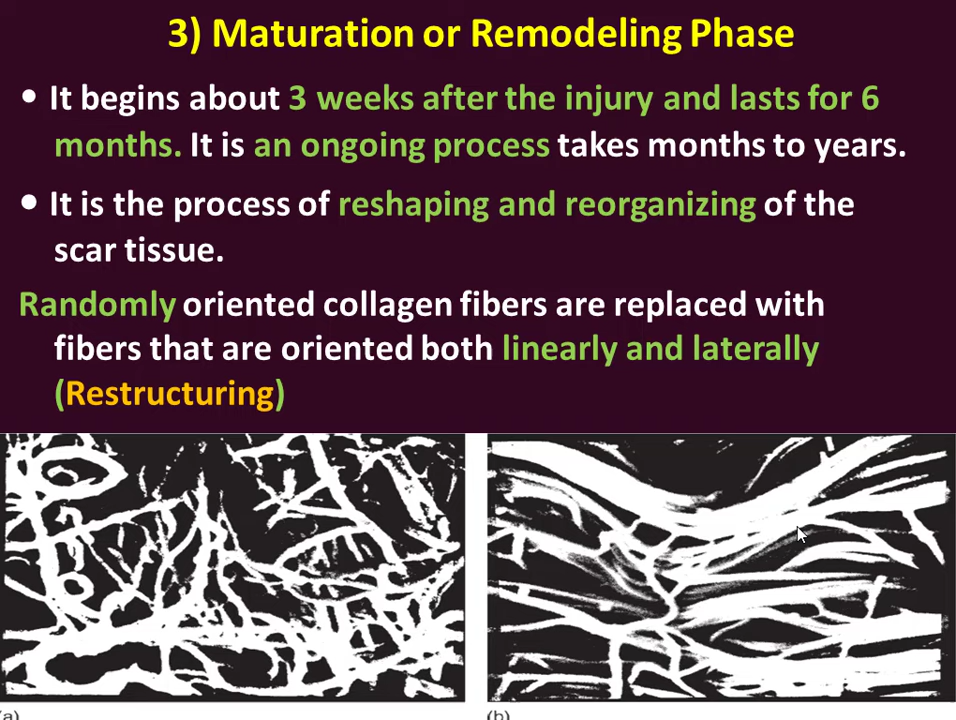 3) Maturation or Remodeling Phase
• It begins about 3 weeks after the injury and lasts for 6
months. It is an ongoing process takes months to years.
• It is the process of reshaping and reorganizing of the
scar tissue.
Randomly oriented collagen fibers are replaced with
fibers that are oriented both linearly and laterally
(Restructuring)
(a)
(b)